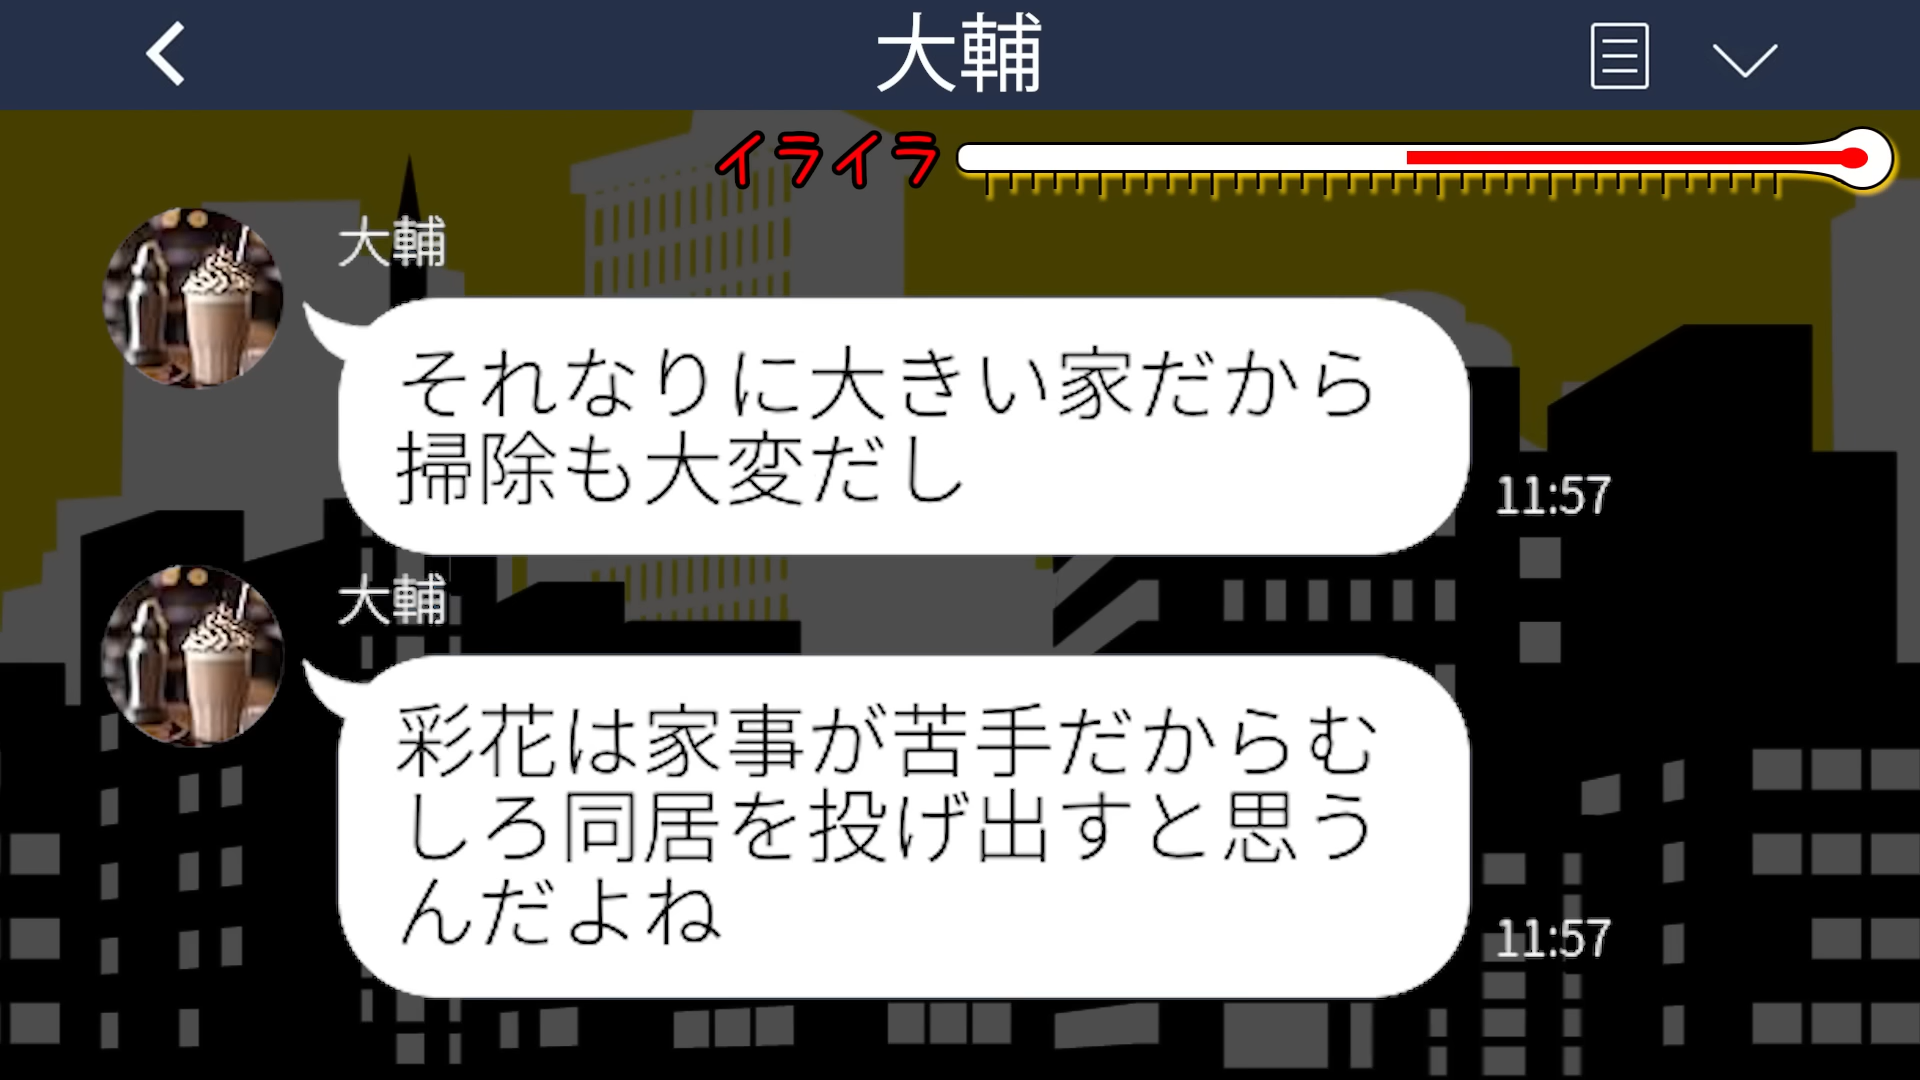 大輔
イライラ
大輔
それなりに大きい家だから
掃除も大変だし
11:57
大輔
彩花は家事が苦手だからむ
しろ同居を投げ出すと思う
んだよね
11:57